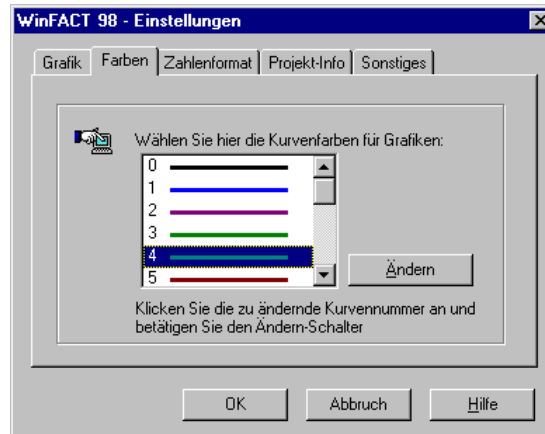 WinFACT 98 - Einstellungen
Grafik Farben Zahlenformat Projekt-Info Sonstiges
Wählen Sie hier die Kurvenfarben für Grafiken:
0
1
2
3
4
5
Ändern
Klicken Sie die zu ändernde Kurvennummer an und
betätigen Sie den Ändern-Schalter
OK Abbruch Hilfe